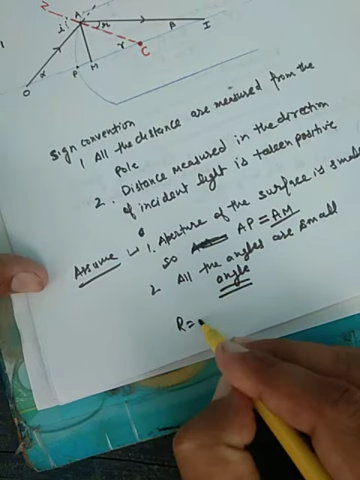 N
i
A
r
α
γ
β
I
C
O
P
M
Sign convention
1 All the distance are measured from the
Pole
2. Distance measured in the direction
of incident light is taken positive
Assume 1. Aperture of the surface is small
so AP = AM
2 All the angles are small
angle
R =